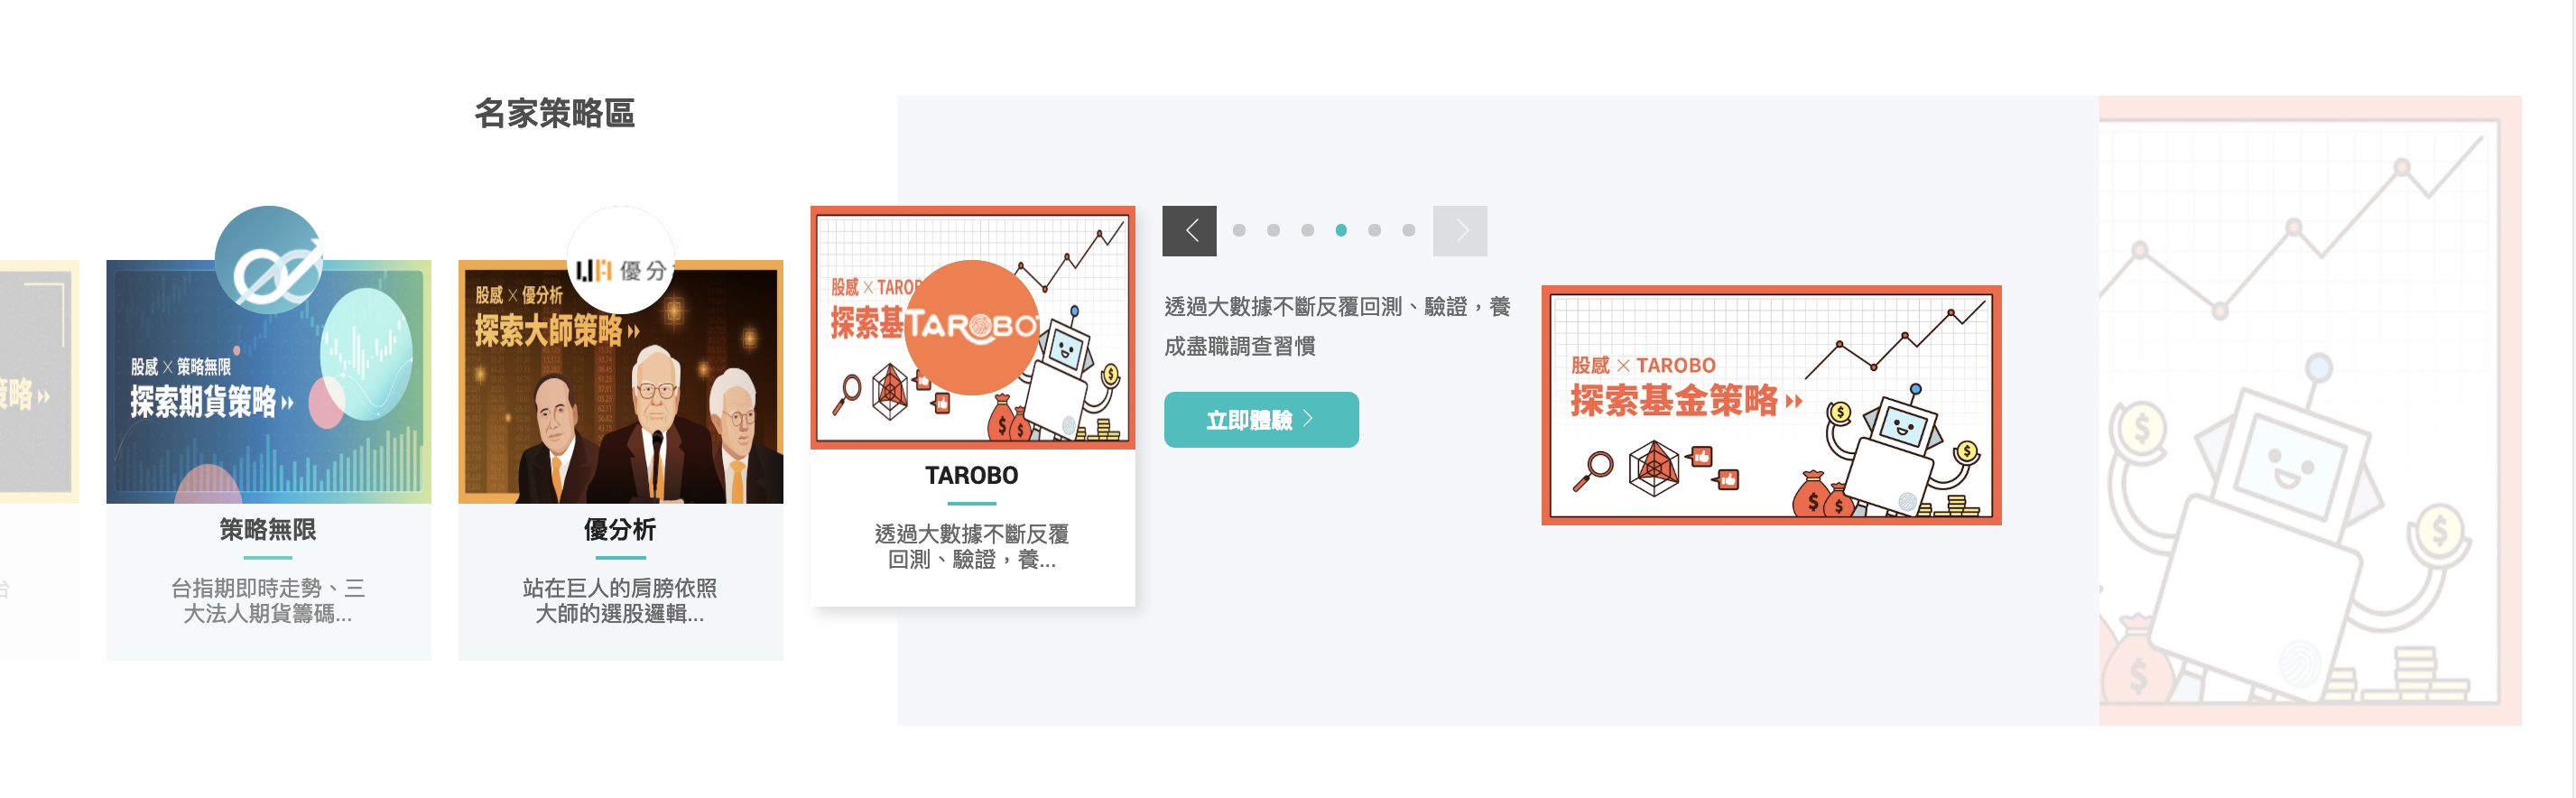 名家策略區
策略
台
股感 × 策略無限
探索期貨策略
策略無限
台指期即時走勢、三
大法人期貨籌碼...
優分
股感 × 優分析
探索大師策略
優分析
站在巨人的肩膀依照
大師的選股邏輯...
股感 × TAROB
探索基
TAROBO
TAROBO
透過大數據不斷反覆
回測、驗證，養...
透過大數據不斷反覆回測、驗證，養
成盡職調查習慣
立即體驗
股感 × TAROBO
探索基金策略